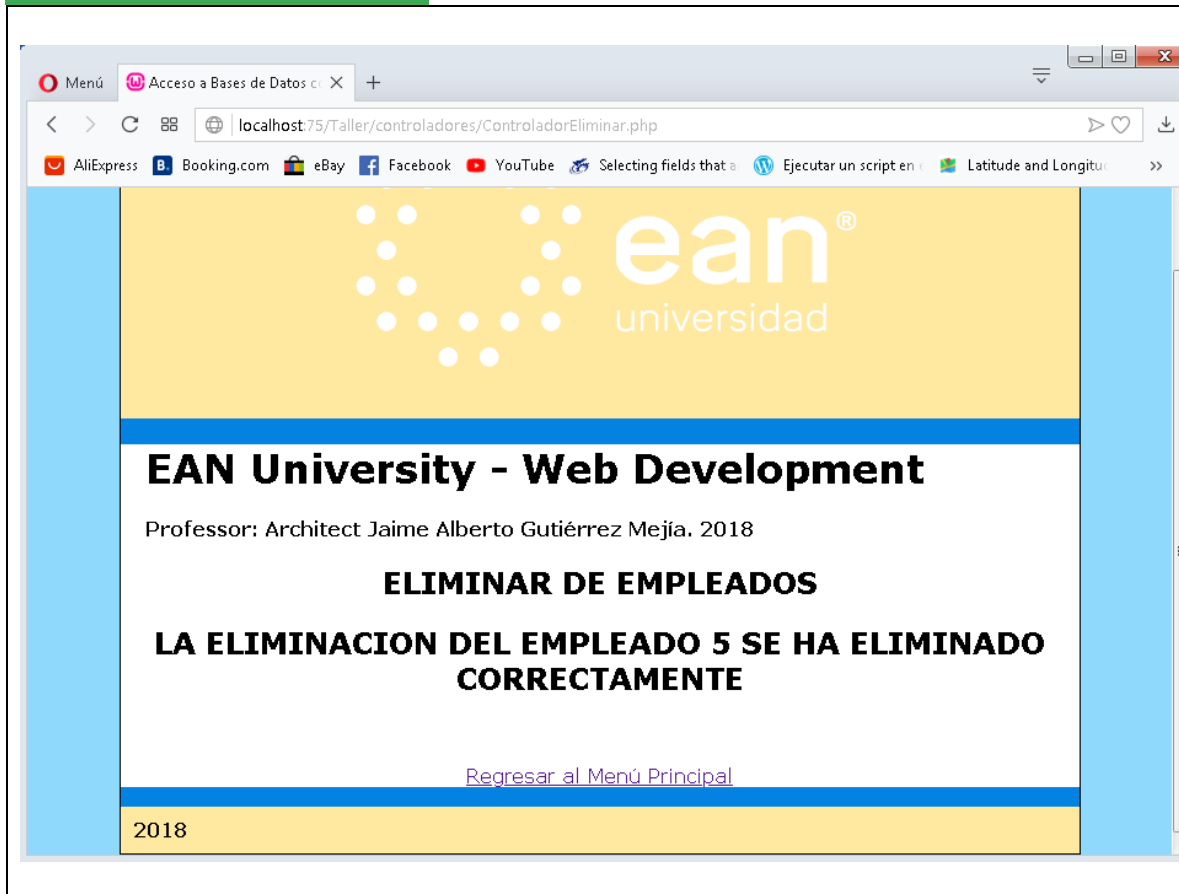 Menú
Acceso a Bases de Datos c
localhost:75/Taller/controladores/ControladorEliminar.php
AliExpress Booking.com eBay Facebook YouTube Selecting fields that a Ejecutar un script en Latitude and Longitu
ean®
universidad
EAN University - Web Development
Professor: Architect Jaime Alberto Gutiérrez Mejía. 2018
ELIMINAR DE EMPLEADOS
LA ELIMINACION DEL EMPLEADO 5 SE HA ELIMINADO
CORRECTAMENTE
Regresar al Menú Principal
2018